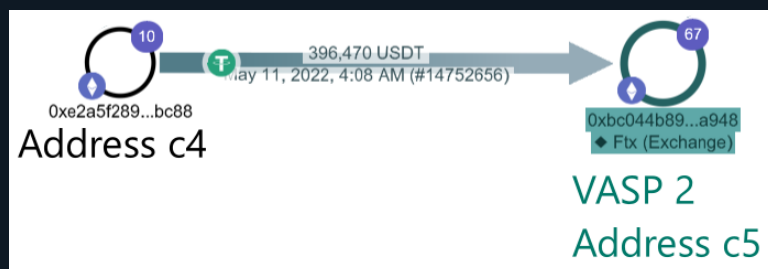 10
396,470 USDT
May 11, 2022, 4:08 AM (#14752656)
67
0xe2a5f289...bc88
Address c4
0xbc044b89...a948
◆ Ftx (Exchange)
VASP 2
Address c5